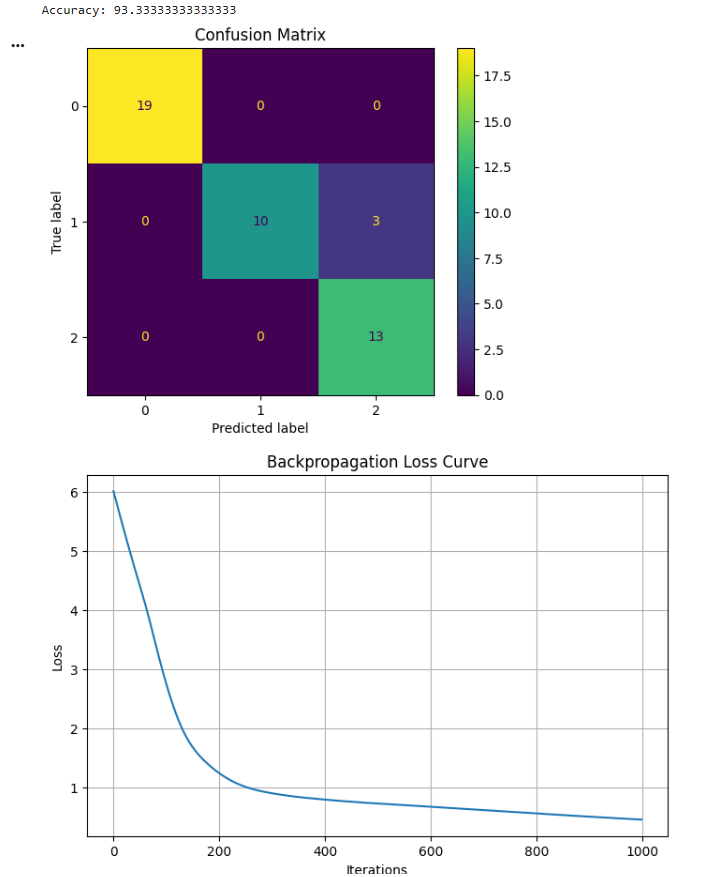 Accuracy: 93.33333333333333
...
Confusion Matrix
0 19 0 0
True label
1 0 10 3
2 0 0 13
0 1 2
Predicted label
17.5
15.0
12.5
10.0
7.5
5.0
2.5
0.0
Backpropagation Loss Curve
6
5
4
3
2
1
Loss
0 200 400 600 800 1000
Iterations